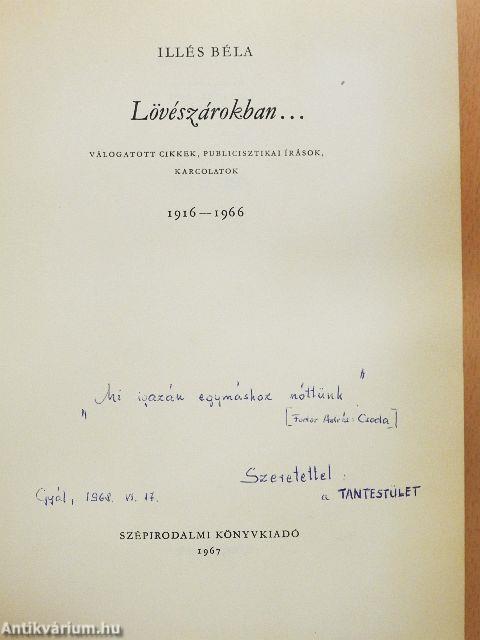 ILLÉS BÉLA
Lövészárokban...
VÁLOGATOTT CIKKEK, PUBLICISZTIKAI ÍRÁSOK,
KARCOLATOK
1916—1966
„Mi igazán egymáshoz nőttünk"
[Fodor András: Csoda]
Szeretettel:
Gyál, 1968. VI. 17.
a TANTESTÜLET
SZÉPIRODALMI KÖNYVKIADÓ
1967
Antikvárium.hu